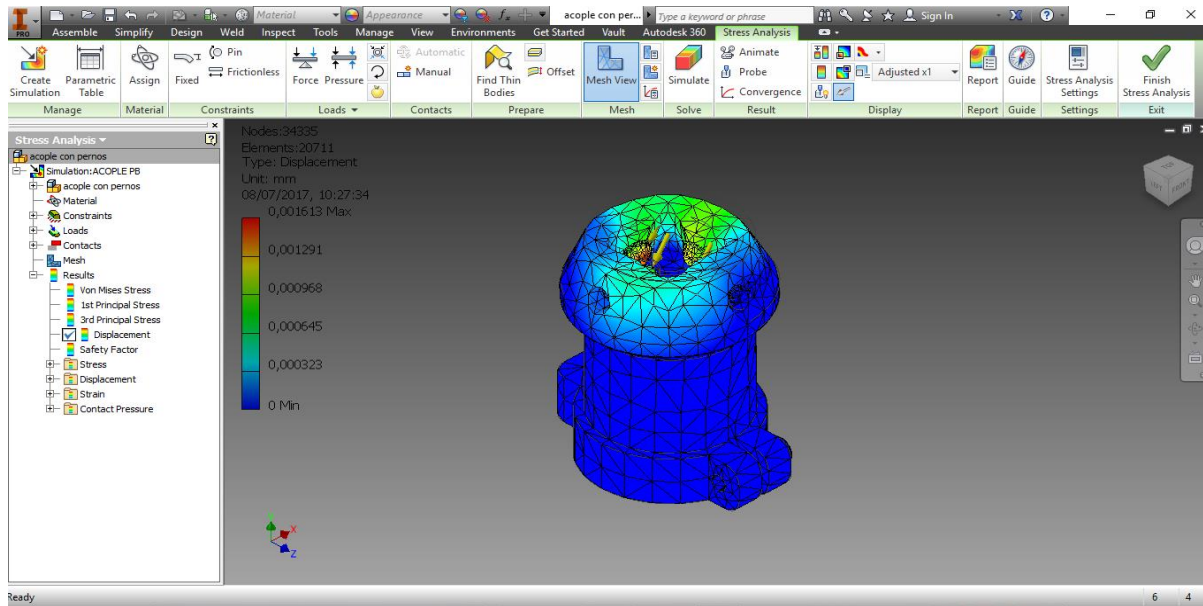 PRO
Material
Appearance
acople con per...
Type a keyword or phrase
Sign In
Assemble Simplify Design Weld Inspect Tools Manage View Environments Get Started Vault Autodesk 360 Stress Analysis
Create Simulation
Parametric Table
Assign
Fixed
Pin
Frictionless
Force
Pressure
Automatic
Manual
Find Thin Bodies
Offset
Mesh View
Simulate
Animate
Probe
Convergence
Adjusted x1
Report
Guide
Stress Analysis Settings
Finish Stress Analysis
Manage Material Constraints Loads Contacts Prepare Mesh Solve Result Display Report Guide Settings Exit
Stress Analysis
acople con pernos
Simulation:ACOPLE PB
acople con pernos
Material
Constraints
Loads
Contacts
Mesh
Results
Von Mises Stress
1st Principal Stress
3rd Principal Stress
Displacement
Safety Factor
Stress
Displacement
Strain
Contact Pressure
Nodes:34335
Elements:20711
Type: Displacement
Unit: mm
08/07/2017, 10:27:34
0,001613 Max
0,001291
0,000968
0,000645
0,000323
0 Min
X
Z
Ready
6 4